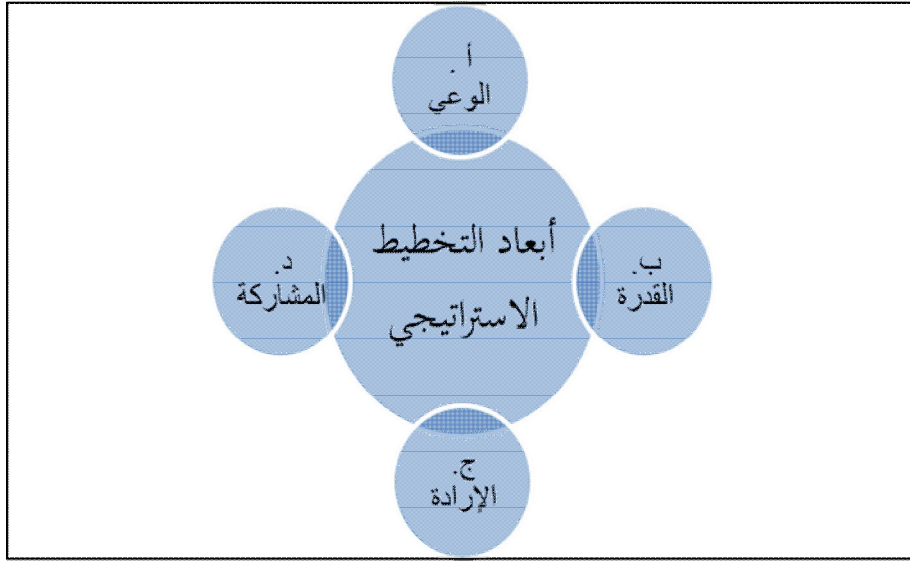 أ.
الوعي
أبعاد التخطيط
الاستراتيجي
ب.
القدرة
ج.
الإرادة
د.
المشاركة